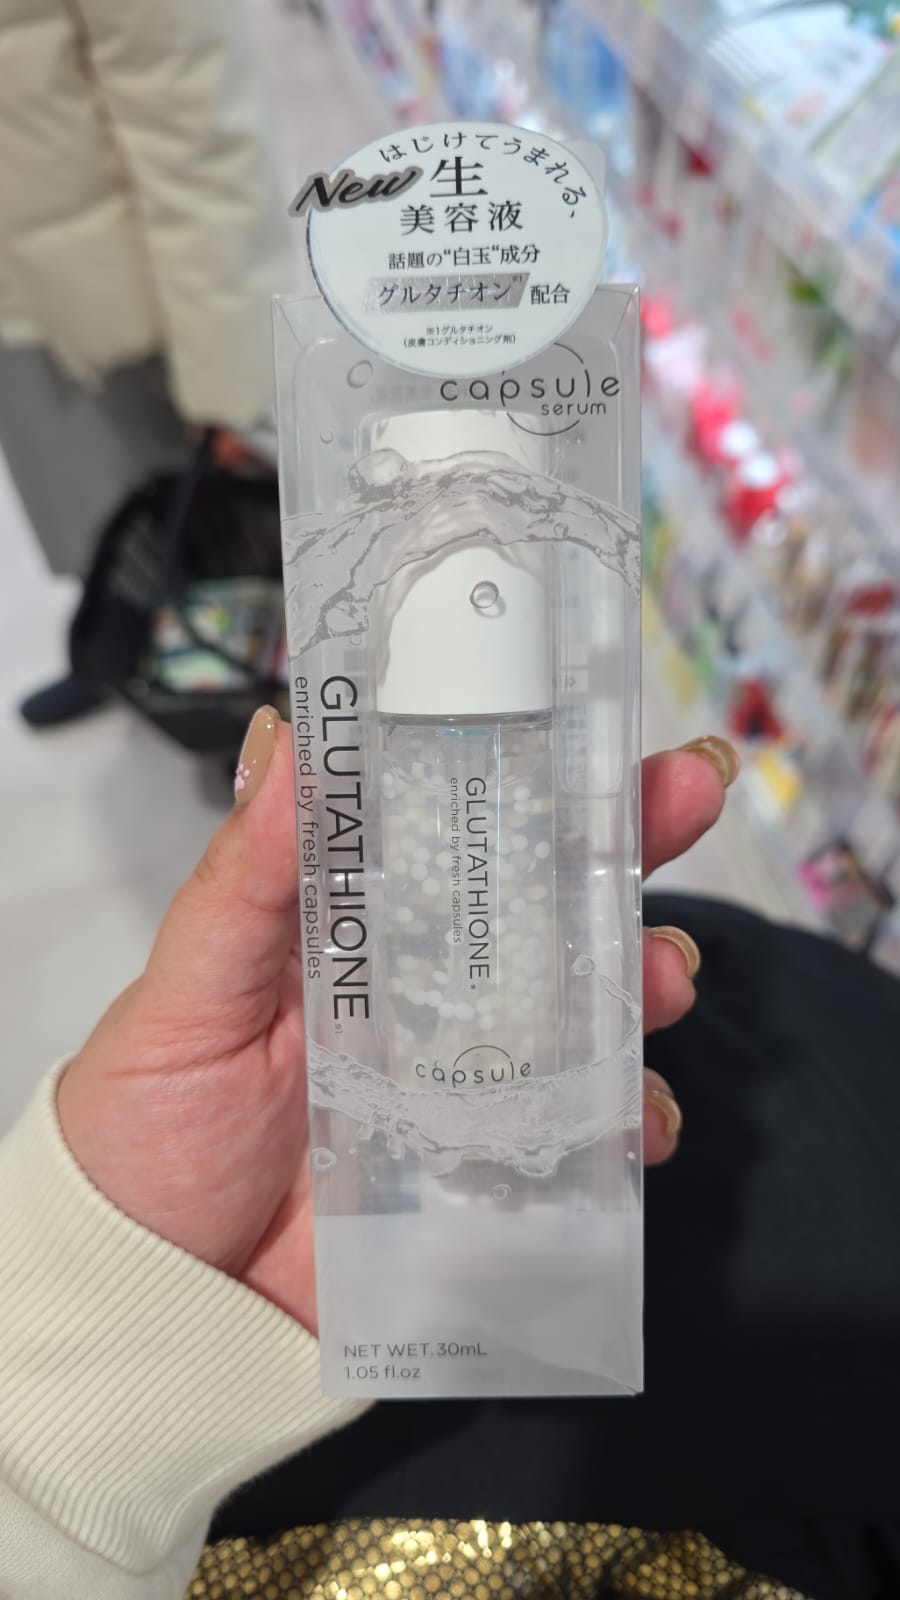 はじけてうまれる、
New 生
美容液
話題の"白玉"成分
グルタチオン※1 配合
※1グルタチオン
(皮膚コンディショニング剤)
capsule
serum
GLUTATHIONE※1
enriched by fresh capsules
GLUTATHIONE*
enriched by fresh capsules
capsule
NET WET. 30mL
1.05 fl.oz